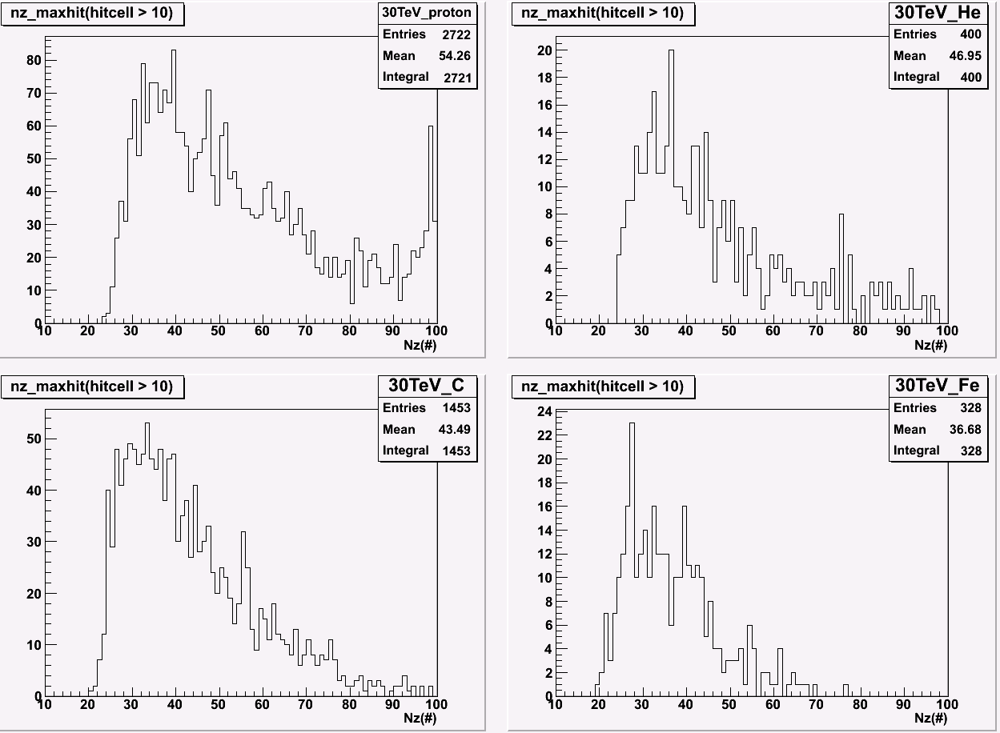 nz_maxhit(hitcell > 10)
30TeV_proton
Entries 2722
Mean 54.26
Integral 2721
80
70
60
50
40
30
20
10
0
10 20 30 40 50 60 70 80 90 100
Nz(#)
nz_maxhit(hitcell > 10)
30TeV_He
Entries 400
Mean 46.95
Integral 400
20
18
16
14
12
10
8
6
4
2
0
10 20 30 40 50 60 70 80 90 100
Nz(#)
nz_maxhit(hitcell > 10)
30TeV_C
Entries 1453
Mean 43.49
Integral 1453
50
40
30
20
10
0
10 20 30 40 50 60 70 80 90 100
Nz(#)
nz_maxhit(hitcell > 10)
30TeV_Fe
Entries 328
Mean 36.68
Integral 328
24
22
20
18
16
14
12
10
8
6
4
2
0
10 20 30 40 50 60 70 80 90 100
Nz(#)